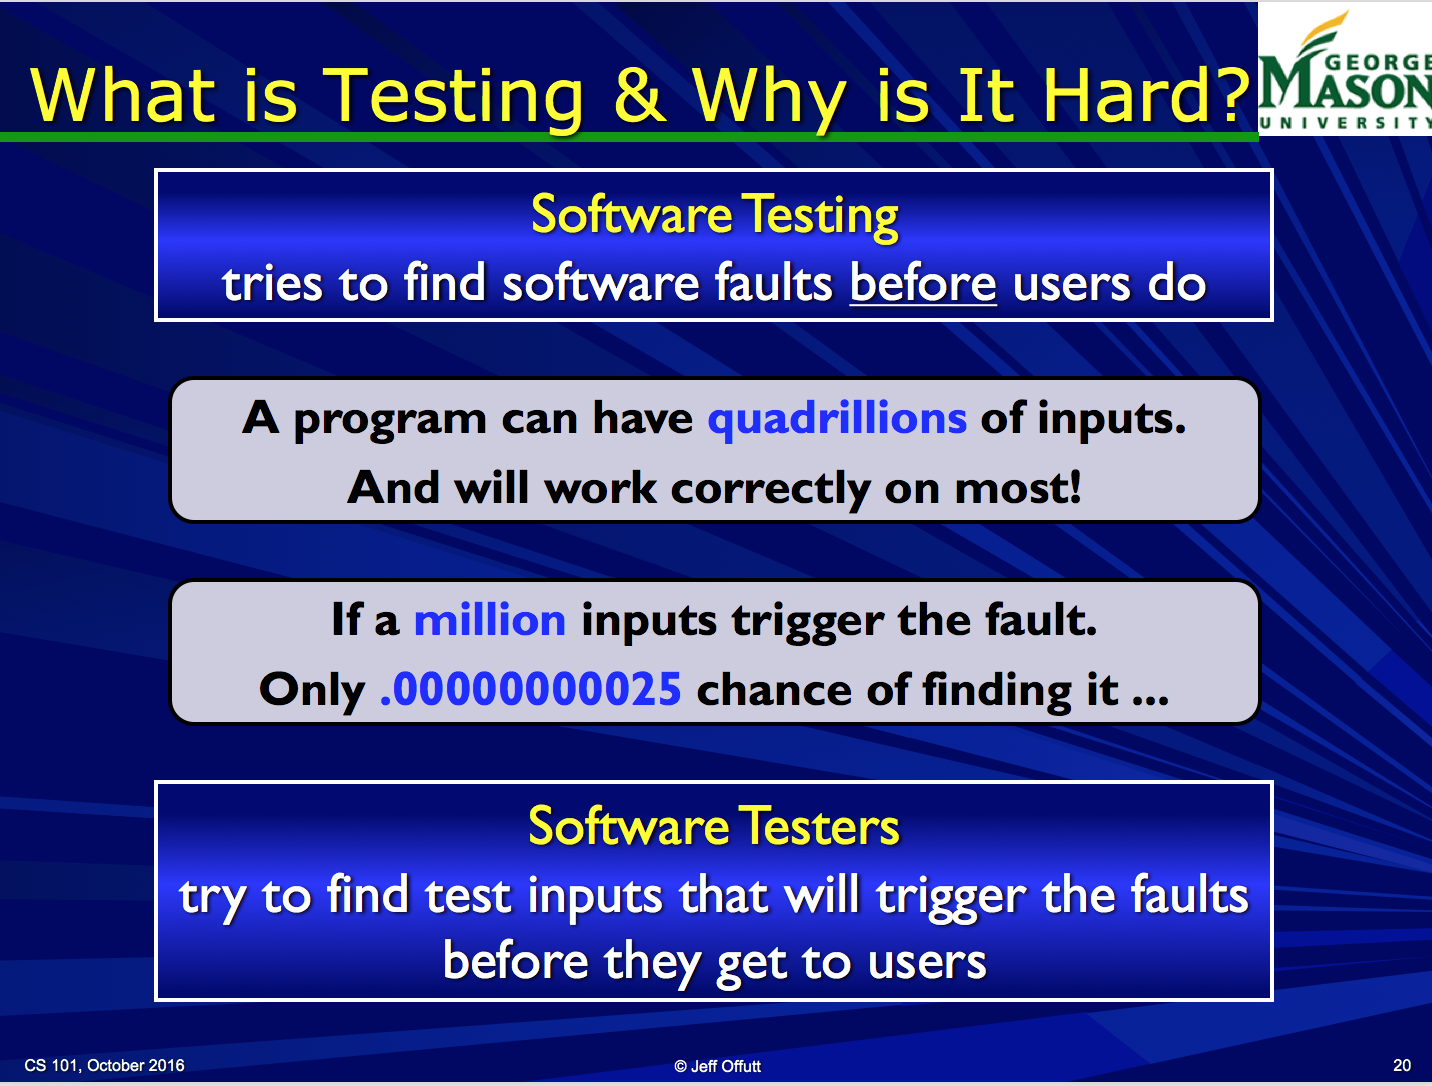 What is Testing & Why is It Hard?
GEORGE
MASON
UNIVERSITY
Software Testing
tries to find software faults before users do
A program can have quadrillions of inputs.
And will work correctly on most!
If a million inputs trigger the fault.
Only .00000000025 chance of finding it ...
Software Testers
try to find test inputs that will trigger the faults
before they get to users
CS 101, October 2016
© Jeff Offutt
20